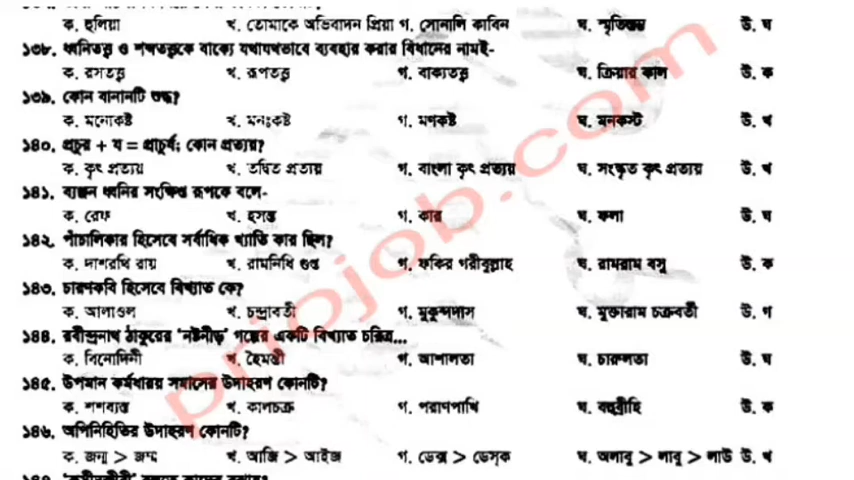 ক. হুলিয়া খ. তোমাকে অভিবাদন প্রিয়া গ. সোনালি কাবিন ঘ. স্মৃতিস্তম্ভ উ. ঘ
১৩৮. ধ্বনিতত্ত্ব ও শব্দতত্ত্বকে বাক্যে যথাযথভাবে ব্যবহার করার বিধানের নামই-
ক. রসতত্ত্ব খ. রূপতত্ত্ব গ. বাক্যতত্ত্ব ঘ. ক্রিয়ার কাল উ. ক
১৩৯. কোন বানানটি শুদ্ধ?
ক. মনোকষ্ট খ. মনঃকষ্ট গ. মণকষ্ট ঘ. মনকস্ট উ. খ
১৪০. প্রচুর + য = প্রাচুর্য; কোন প্রত্যয়?
ক. কৃৎ প্রত্যয় খ. তদ্বিত প্রত্যয় গ. বাংলা কৃৎ প্রত্যয় ঘ. সংস্কৃত কৃৎ প্রত্যয় উ. খ
১৪১. ব্যঞ্জন ধ্বনির সংক্ষিপ্ত রূপকে বলে-
ক. রেফ খ. হসন্ত গ. কার ঘ. ফলা উ. ঘ
১৪২. পাঁচালিকার হিসেবে সর্বাধিক খ্যাতি কার ছিল?
ক. দাশরথি রায় খ. রামনিধি গুপ্ত গ. ফকির গরীবুল্লাহ ঘ. রামরাম বসু উ. ক
১৪৩. চারণকবি হিসেবে বিখ্যাত কে?
ক. আলাওল খ. চন্দ্রাবতী গ. মুকুন্দদাস ঘ. মুক্তারাম চক্রবর্তী উ. গ
১৪৪. রবীন্দ্রনাথ ঠাকুরের ‘নষ্টনীড়’ গল্পের একটি বিখ্যাত চরিত্র...
ক. বিনোদিনী খ. হৈমন্তী গ. আশালতা ঘ. চারুলতা উ. ঘ
১৪৫. উপমান কর্মধারয় সমাসের উদাহরণ কোনটি?
ক. শশব্যস্ত খ. কালচক্র গ. পরাণপাখি ঘ. বহুব্রীহি উ. ক
১৪৬. অপিনিহিতির উদাহরণ কোনটি?
ক. জন্ম > জম্ম খ. আজি > আইজ গ. ডেক্স > ডেস্ক ঘ. অলাবু > লাবু > লাউ উ. খ
priojob.com